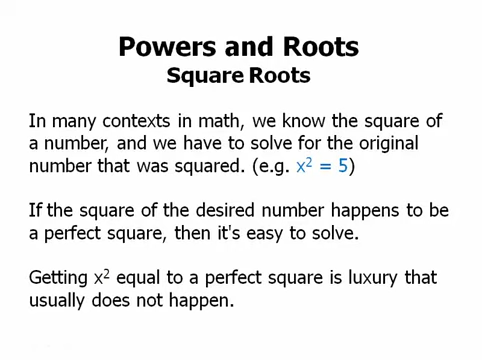 Powers and Roots
Square Roots
In many contexts in math, we know the square of
a number, and we have to solve for the original
number that was squared. (e.g. x² = 5)
If the square of the desired number happens to be
a perfect square, then it's easy to solve.
Getting x² equal to a perfect square is luxury that
usually does not happen.